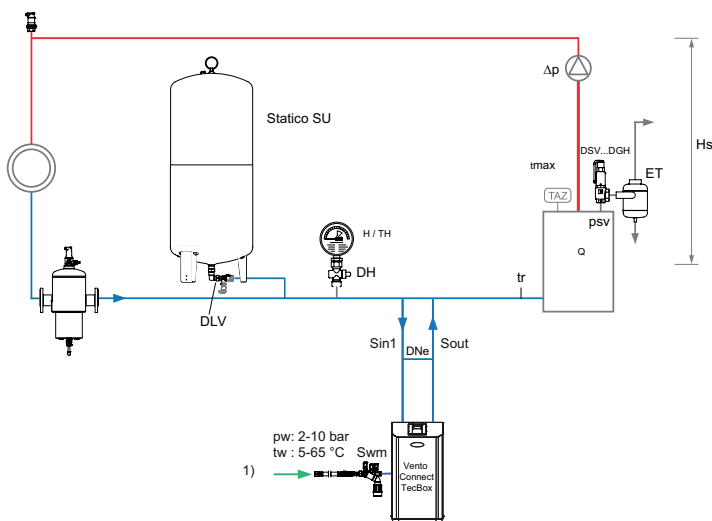 Δp
Statico SU
Hs
DSV...DGH
ET
tmax
TAZ
psv
H / TH
Q
DH
tr
DLV
Sin1
DNe
Sout
pw: 2-10 bar
tw : 5-65 °C
Swm
1)
Vento
Connect
TecBox